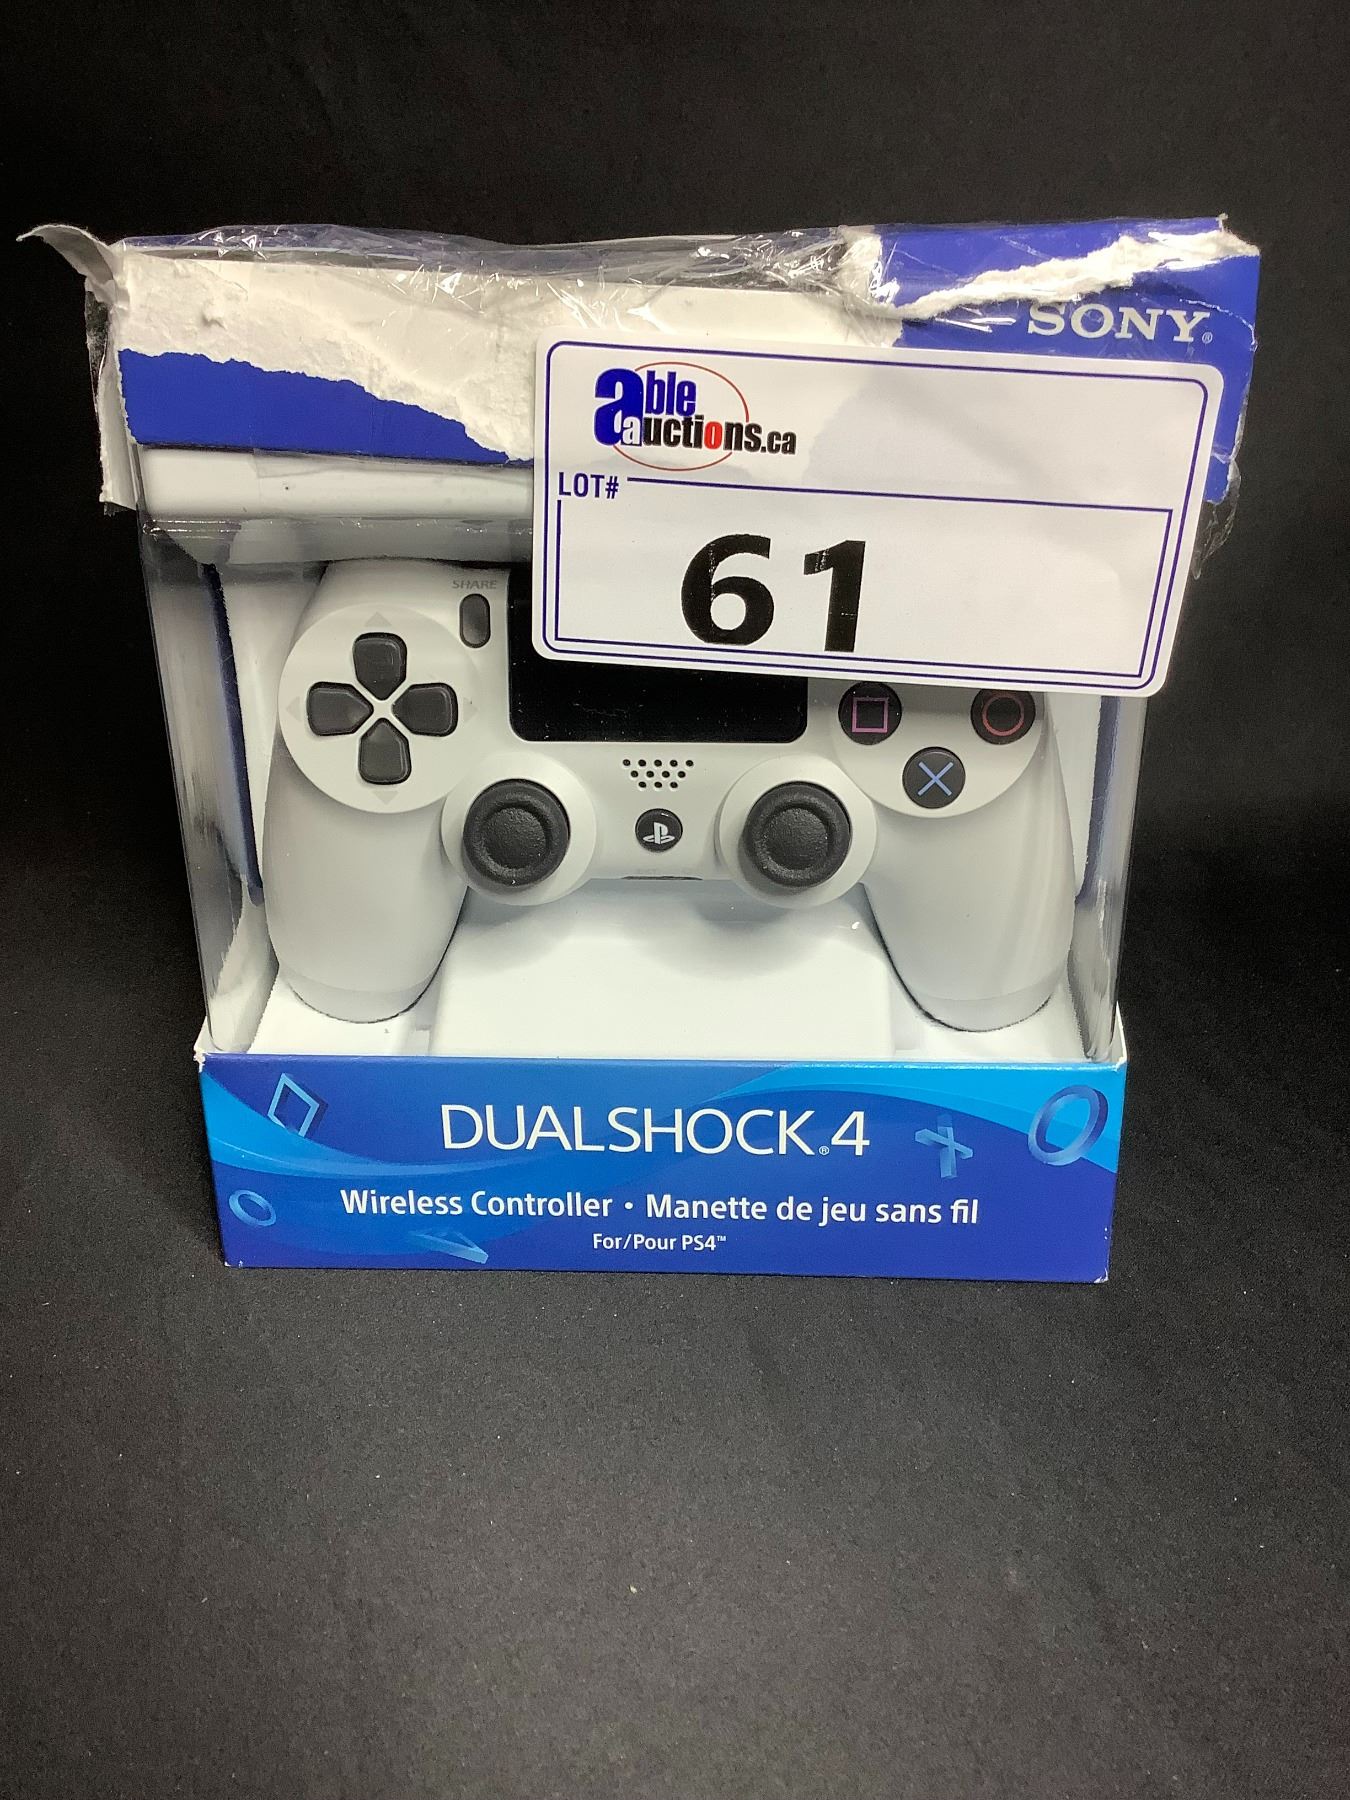 SONY®
able
auctions.ca
LOT#
61
SHARE
DUALSHOCK®4
Wireless Controller • Manette de jeu sans fil
For/Pour PS4™